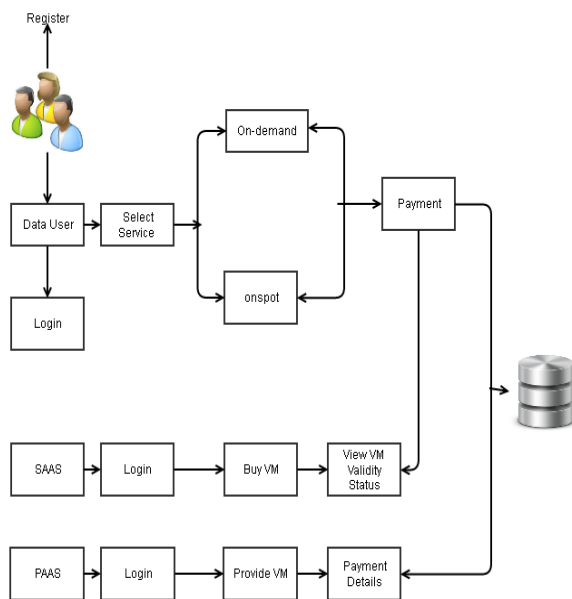 Register
On-demand
Data User
Select
Service
Payment
onspot
Login
SAAS
Login
Buy VM
View VM
Validity
Status
PAAS
Login
Provide VM
Payment
Details